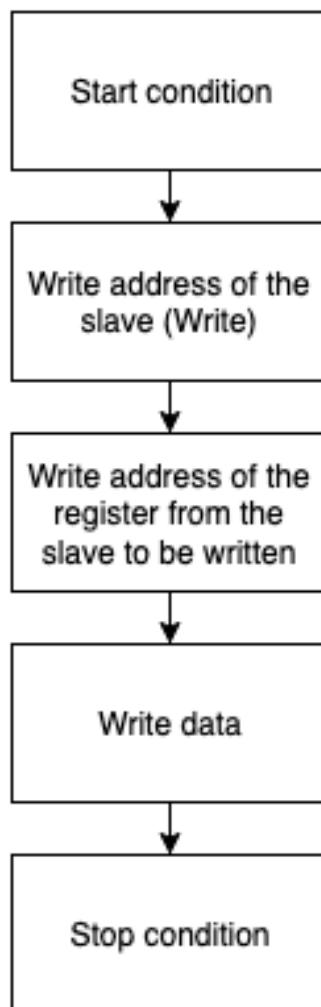 Start condition
Write address of the
slave (Write)
Write address of the
register from the
slave to be written
Write data
Stop condition